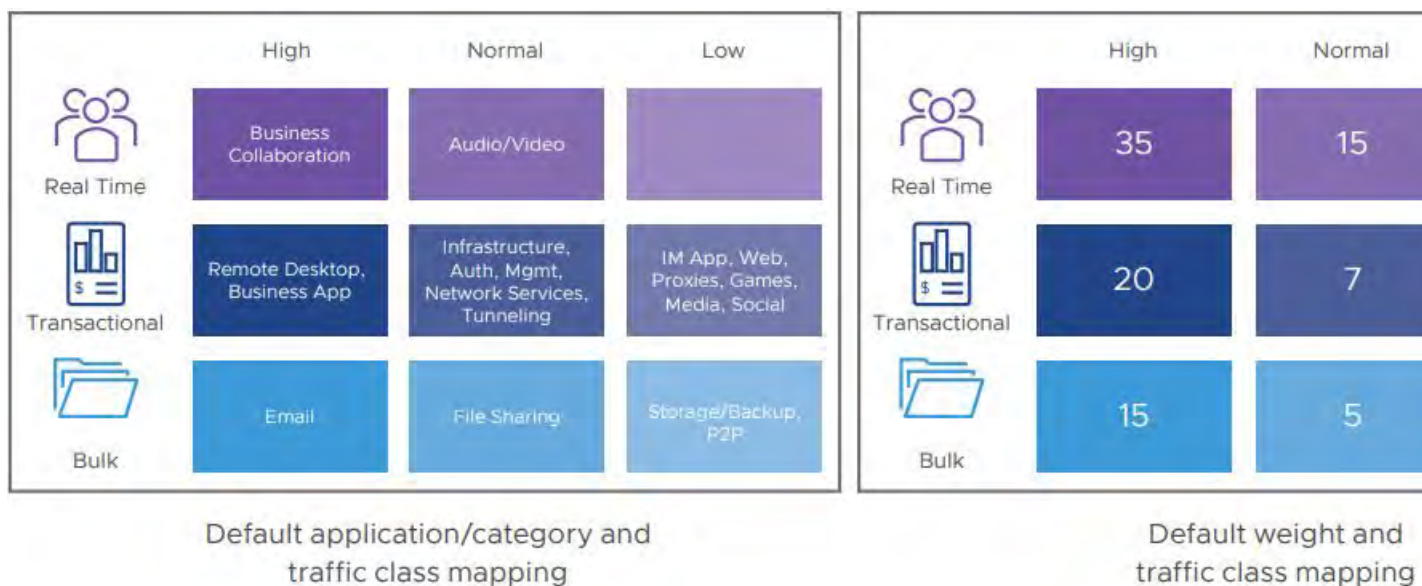 High Normal Low
Business
Collaboration
Audio/Video
Real Time
Remote Desktop,
Business App
Infrastructure,
Auth, Mgmt,
Network Services,
Tunneling
IM App, Web,
Proxies, Games,
Media, Social
$
Transactional
Email
File Sharing
Storage/Backup,
P2P
Bulk
Default application/category and
traffic class mapping
High Normal
35 15
Real Time
20 7
$
Transactional
15 5
Bulk
Default weight and
traffic class mapping